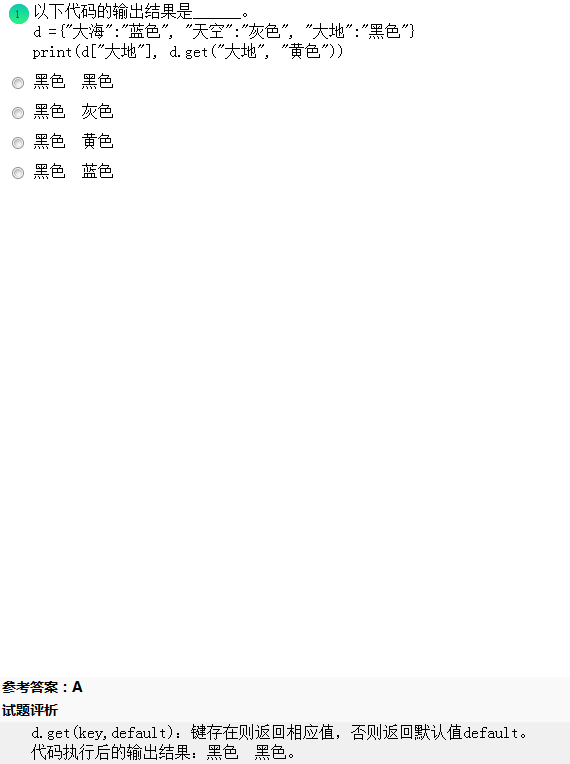 1 以下代码的输出结果是_____。
d ={"大海":"蓝色", "天空":"灰色", "大地":"黑色"}
print(d["大地"], d.get("大地", "黄色"))
黑色 黑色
黑色 灰色
黑色 黄色
黑色 蓝色
参考答案：A
试题评析
d.get(key,default)：键存在则返回相应值，否则返回默认值default。
代码执行后的输出结果：黑色 黑色。